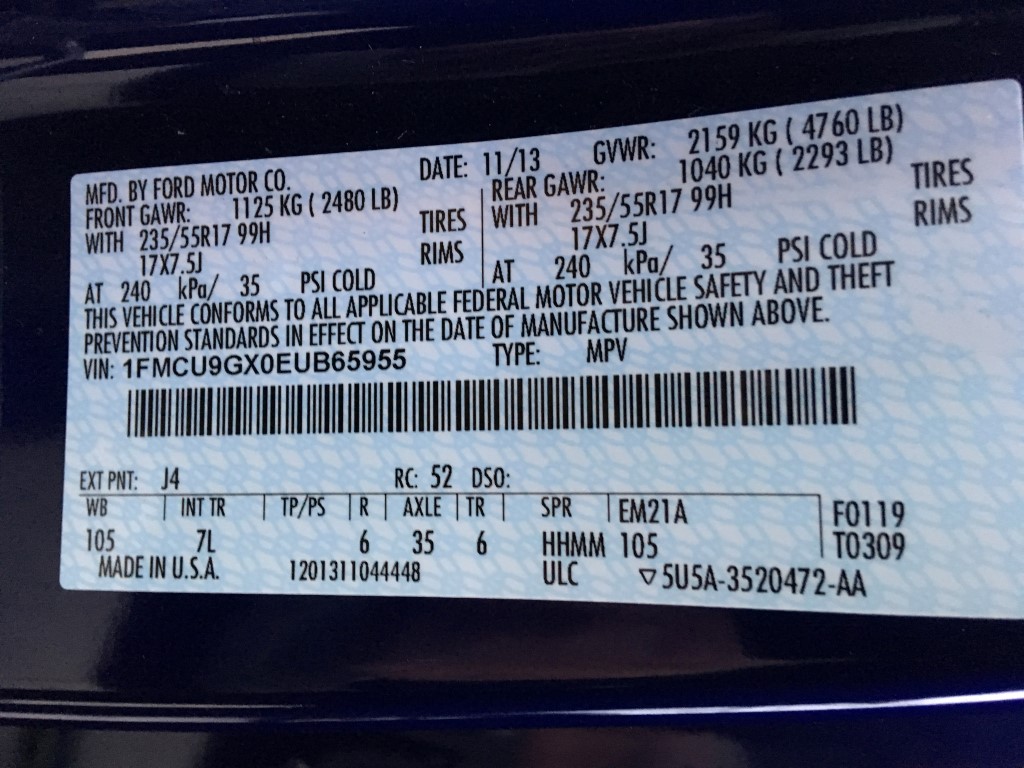 MFD. BY FORD MOTOR CO. DATE: 11/13 GVWR: 2159 KG ( 4760 LB)
FRONT GAWR: 1125 KG ( 2480 LB) REAR GAWR: 1040 KG ( 2293 LB)
WITH 235/55R17 99H TIRES WITH 235/55R17 99H TIRES
17X7.5J RIMS 17X7.5J RIMS
AT 240 kPa/ 35 PSI COLD AT 240 kPa/ 35 PSI COLD
THIS VEHICLE CONFORMS TO ALL APPLICABLE FEDERAL MOTOR VEHICLE SAFETY AND THEFT
PREVENTION STANDARDS IN EFFECT ON THE DATE OF MANUFACTURE SHOWN ABOVE.
VIN: 1FMCU9GX0EUB65955 TYPE: MPV
EXT PNT: J4 RC: 52 DSO:
WB INT TR TP/PS R AXLE TR SPR EM21A F0119
105 7L 6 35 6 HHMM 105 T0309
MADE IN U.S.A. 1201311044448 ULC ▽5U5A-3520472-AA